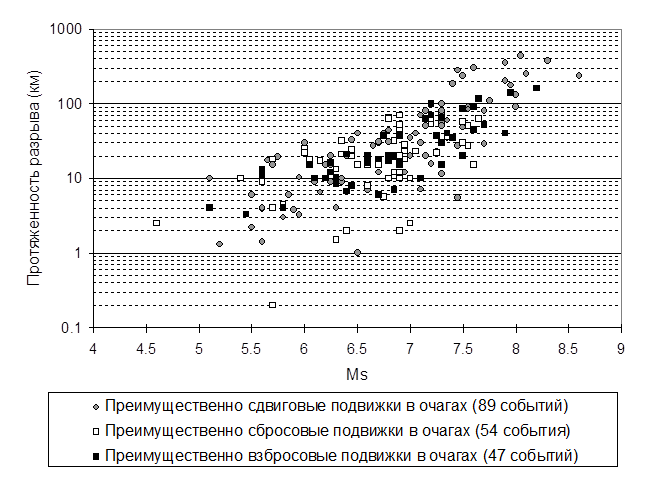 1000
100
10
1
0.1
Протяженность разрыва (км)
4 4.5 5 5.5 6 6.5 7 7.5 8 8.5 9
Ms
Преимущественно сдвиговые подвижки в очагах (89 событий)
Преимущественно сбросовые подвижки в очагах (54 события)
Преимущественно взбросовые подвижки в очагах (47 событий)